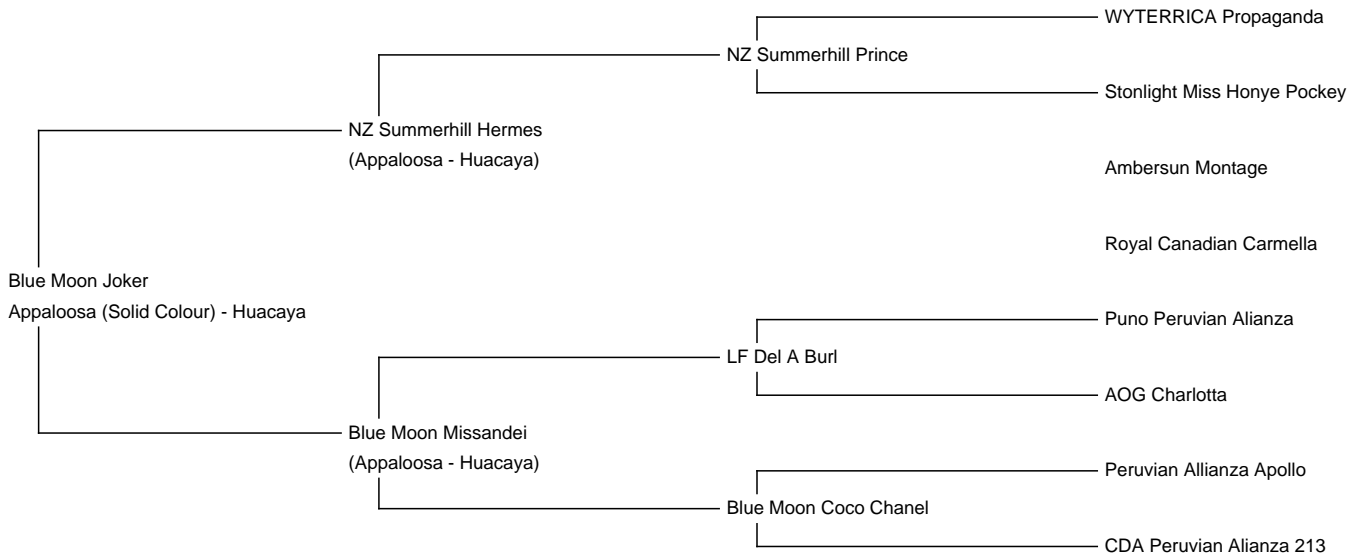 WYTERRICA Propaganda
NZ Summerhill Prince
Stonlight Miss Honye Pockey
NZ Summerhill Hermes
(Appaloosa - Huacaya)
Ambersun Montage
Royal Canadian Carmella
Blue Moon Joker
Appaloosa (Solid Colour) - Huacaya
Puno Peruvian Alianza
LF Del A Burl
AOG Charlotta
Blue Moon Missandei
(Appaloosa - Huacaya)
Peruvian Allianza Apollo
Blue Moon Coco Chanel
CDA Peruvian Alianza 213